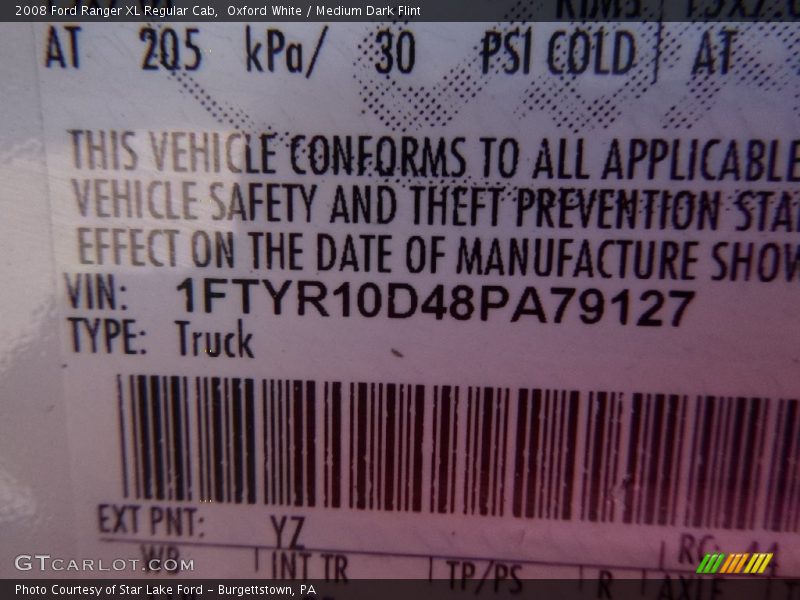 2008 Ford Ranger XL Regular Cab,  Oxford White / Medium Dark Flint
AT 205 kPa/ 30 PSI COLD AT
THIS VEHICLE CONFORMS TO ALL APPLICABLE
VEHICLE SAFETY AND THEFT PREVENTION STA
EFFECT ON THE DATE OF MANUFACTURE SHOW
VIN: 1FTYR10D48PA79127
TYPE: Truck
EXT PNT: YZ
WB INT TR TP/PS R AXLE
GTCARLOT.COM
Photo Courtesy of Star Lake Ford - Burgettstown, PA